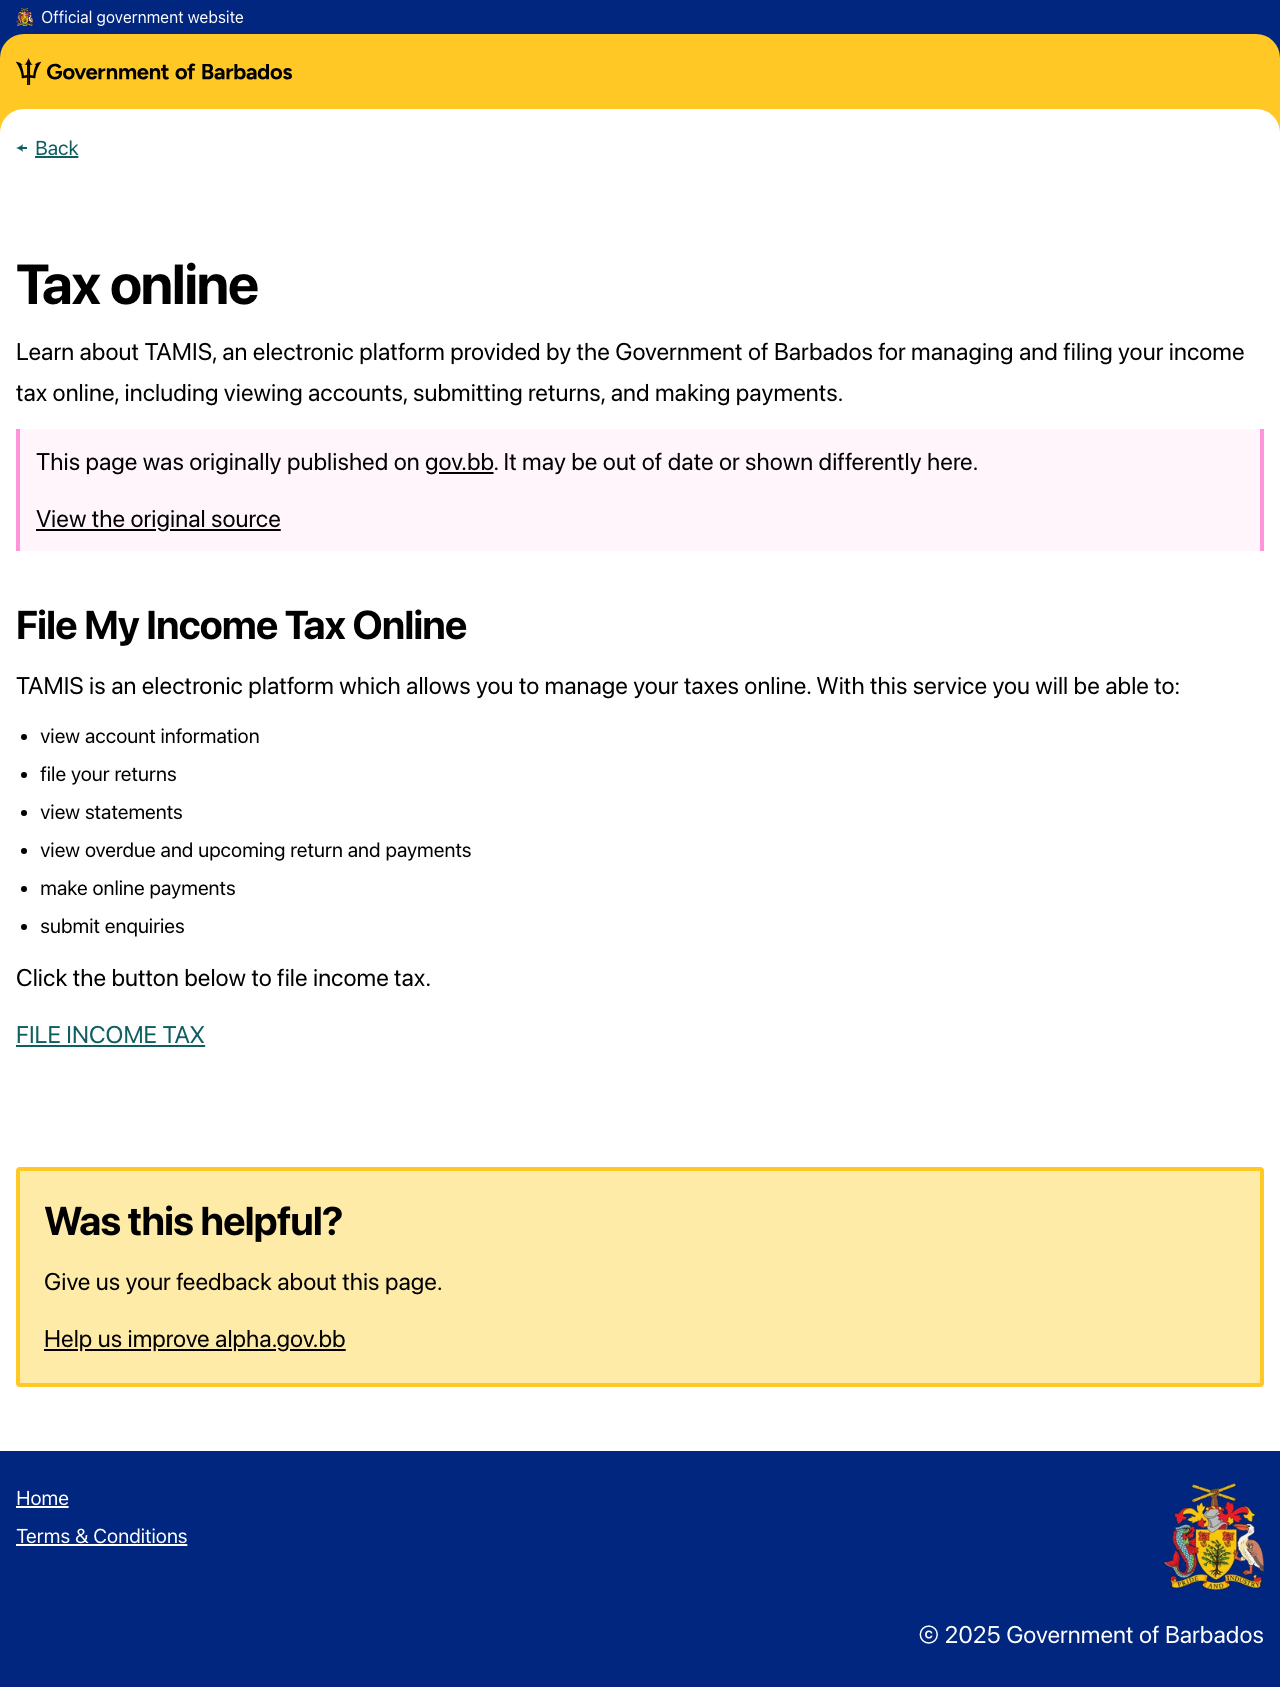 Official government website
Government of Barbados
Back
Tax online
Learn about TAMIS, an electronic platform provided by the Government of Barbados for managing and filing your income
tax online, including viewing accounts, submitting returns, and making payments.
This page was originally published on gov.bb. It may be out of date or shown differently here.
View the original source
File My Income Tax Online
TAMIS is an electronic platform which allows you to manage your taxes online. With this service you will be able to:
• view account information
• file your returns
• view statements
• view overdue and upcoming return and payments
• make online payments
• submit enquiries
Click the button below to file income tax.
FILE INCOME TAX
Was this helpful?
Give us your feedback about this page.
Help us improve alpha.gov.bb
Home
Terms & Conditions
PRIDE AND INDUSTRY
© 2025 Government of Barbados